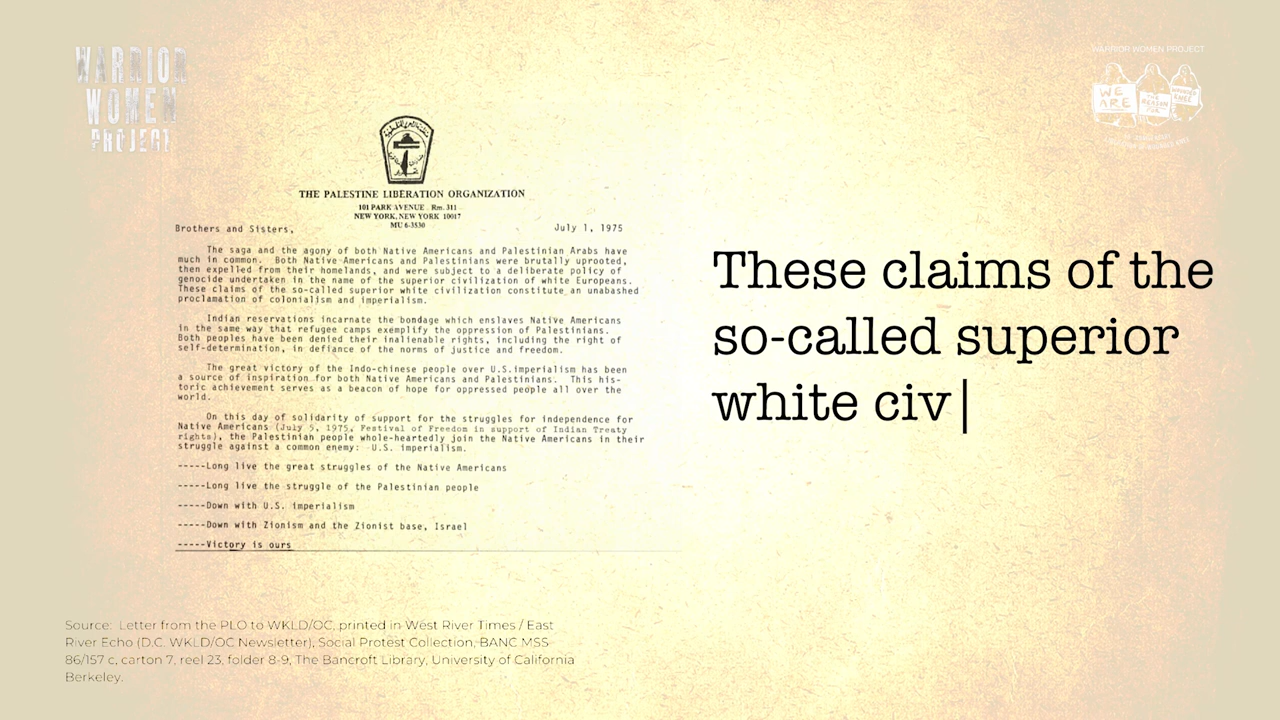 WARRIOR
WOMEN
PROJECT
WARRIOR WOMEN PROJECT
WE
ARE
THE
REASON
FOR
WOUNDED
KNEE
THE PALESTINE LIBERATION ORGANIZATION
101 PARK AVENUE . Rm. 311
NEW YORK, NEW YORK 10017
MU 6-3530
Brothers and Sisters, July 1, 1975
The saga and the agony of both Native Americans and Palestinian Arabs have
much in common. Both Native Americans and Palestinians were brutally uprooted,
then expelled from their homelands, and were subject to a deliberate policy of
genocide undertaken in the name of the superior civilization of white Europeans.
These claims of the so-called superior white civilization constitute an unabashed
proclamation of colonialism and imperialism.
Indian reservations incarnate the bondage which enslaves Native Americans
in the same way that refugee camps exemplify the oppression of Palestinians.
Both peoples have been denied their inalienable rights, including the right of
self-determination, in defiance of the norms of justice and freedom.
The great victory of the Indo-chinese people over U.S.imperialism has been
a source of inspiration for both Native Americans and Palestinians. This his-
toric achievement serves as a beacon of hope for oppressed people all over the
world.
On this day of solidarity of support for the struggles for independence for
Native Americans (July 5, 1975, Festival of Freedom in support of Indian Treaty
rights), the Palestinian people whole-heartedly join the Native Americans in their
struggle against a common enemy: U.S. imperialism.
-----Long live the great struggles of the Native Americans
-----Long live the struggle of the Palestinian people
-----Down with U.S. imperialism
-----Down with Zionism and the Zionist base, Israel
-----Victory is ours
These claims of the
so-called superior
white civ
Source: Letter from the PLO to WKLD/OC, printed in West River Times / East
River Echo (D.C. WKLD/OC Newsletter), Social Protest Collection, BANC MSS
86/157 c, carton 7, reel 23, folder 8-9, The Bancroft Library, University of California
Berkeley.